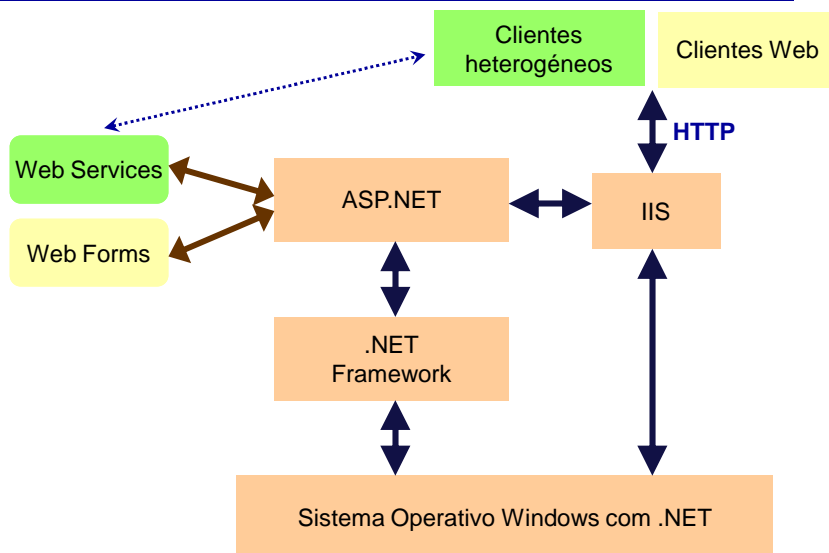 Clientes
heterogéneos
Clientes Web
HTTP
Web Services
ASP.NET
IIS
Web Forms
.NET
Framework
Sistema Operativo Windows com .NET